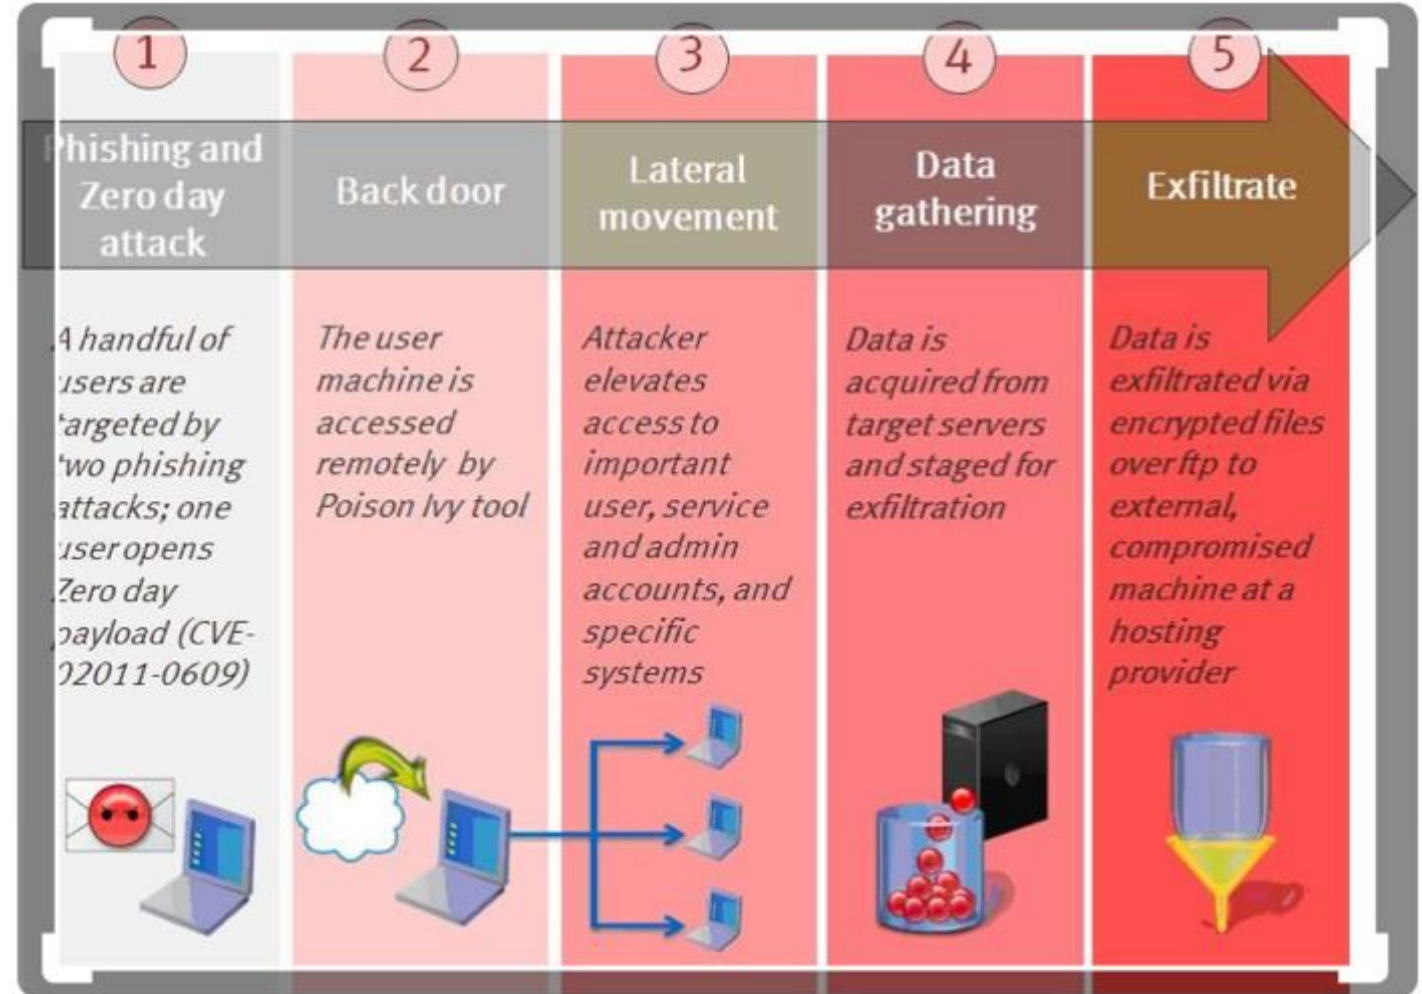 1
Phishing and
Zero day
attack
A handful of
users are
targeted by
two phishing
attacks; one
user opens
Zero day
payload (CVE-
02011-0609)
2
Back door
The user
machine is
accessed
remotely by
Poison Ivy tool
3
Lateral
movement
Attacker
elevates
access to
important
user, service
and admin
accounts, and
specific
systems
4
Data
gathering
Data is
acquired from
target servers
and staged for
exfiltration
5
Exfiltrate
Data is
exfiltrated via
encrypted files
over ftp to
external,
compromised
machine at a
hosting
provider